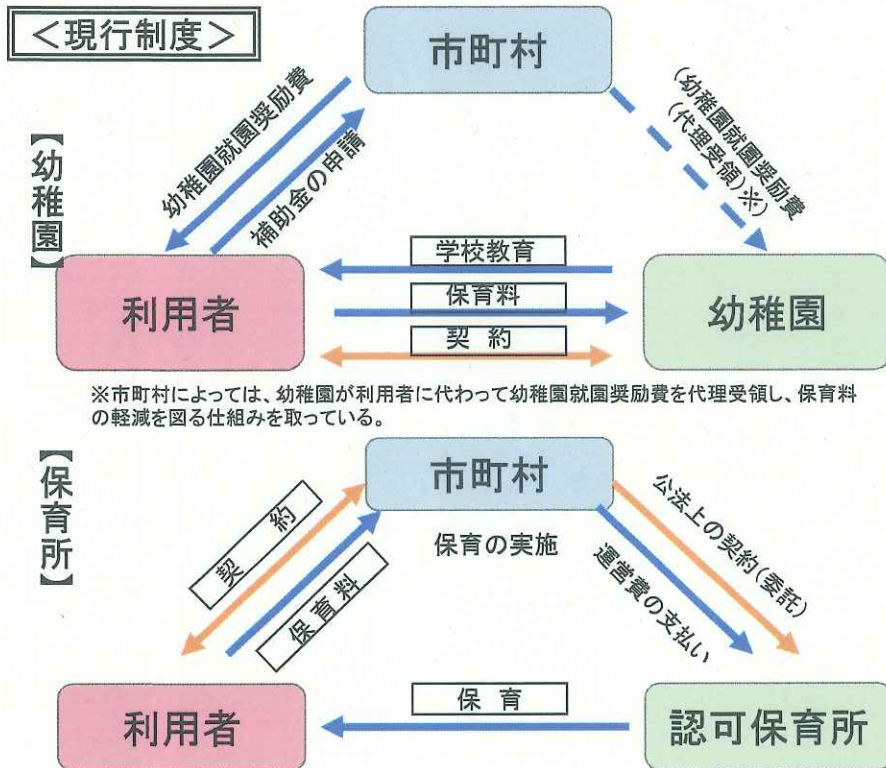 ＜現行制度＞
市町村
【幼稚園】
幼稚園就園奨励費
補助金の申請
(幼稚園就園奨励費
(代理受領)※)
利用者
学校教育
保育料
契 約
幼稚園
※市町村によっては、幼稚園が利用者に代わって幼稚園就園奨励費を代理受領し、保育料
の軽減を図る仕組みを取っている。
【保育所】
市町村
保育の実施
契 約
保育料
公法上の契約(委託)
運営費の支払い
利用者
保 育
認可保育所